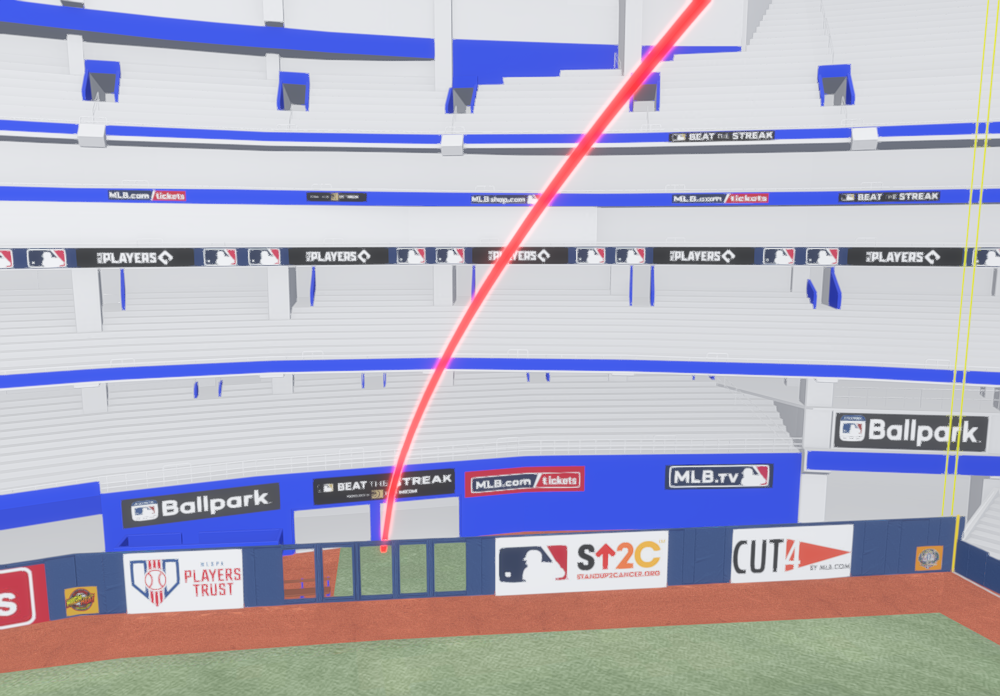 BEAT THE STREAK
MLB.com/tickets
MLBshop.com
MLB.com/tickets
BEAT THE STREAK
PLAYERS
PLAYERS
PLAYERS
PLAYERS
PLAYERS
Ballpark
BEAT THE STREAK
MLB.com/tickets
MLB.TV
Ballpark
S
MLBPA
PLAYERS
TRUST
S↑2C
STANDUP2CANCER.ORG
CUT4
BY MLB.COM